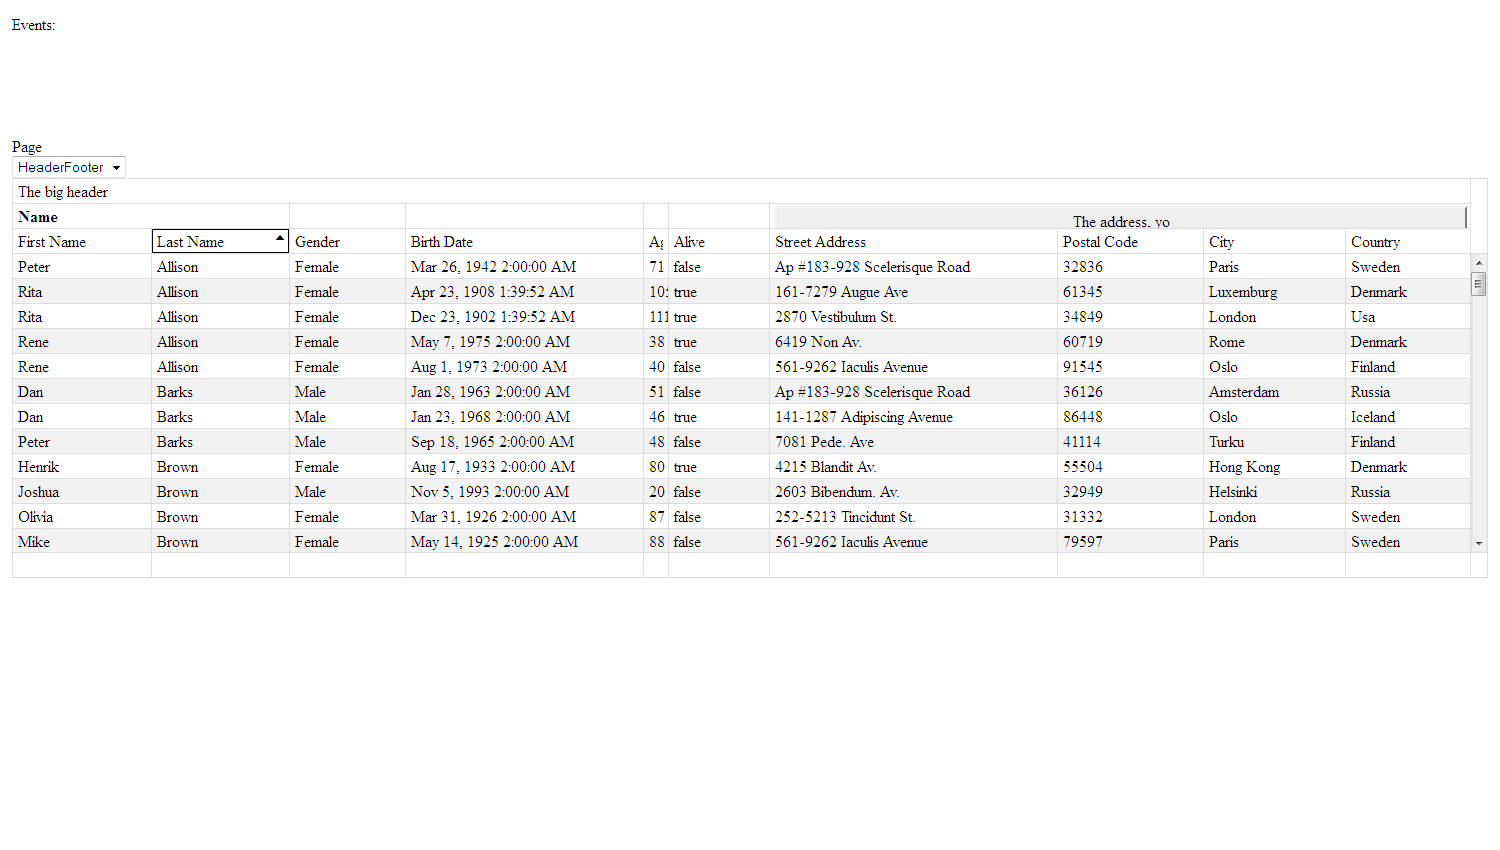 Events:
Page
HeaderFooter
The big header
Name The address, yo
First Name Last Name Gender Birth Date Ag Alive Street Address Postal Code City Country
Peter Allison Female Mar 26, 1942 2:00:00 AM 71 false Ap #183-928 Scelerisque Road 32836 Paris Sweden
Rita Allison Female Apr 23, 1908 1:39:52 AM 105 true 161-7279 Augue Ave 61345 Luxemburg Denmark
Rita Allison Female Dec 23, 1902 1:39:52 AM 111 true 2870 Vestibulum St. 34849 London Usa
Rene Allison Female May 7, 1975 2:00:00 AM 38 true 6419 Non Av. 60719 Rome Denmark
Rene Allison Female Aug 1, 1973 2:00:00 AM 40 false 561-9262 Iaculis Avenue 91545 Oslo Finland
Dan Barks Male Jan 28, 1963 2:00:00 AM 51 false Ap #183-928 Scelerisque Road 36126 Amsterdam Russia
Dan Barks Male Jan 23, 1968 2:00:00 AM 46 true 141-1287 Adipiscing Avenue 86448 Oslo Iceland
Peter Barks Male Sep 18, 1965 2:00:00 AM 48 false 7081 Pede. Ave 41114 Turku Finland
Henrik Brown Female Aug 17, 1933 2:00:00 AM 80 true 4215 Blandit Av. 55504 Hong Kong Denmark
Joshua Brown Male Nov 5, 1993 2:00:00 AM 20 false 2603 Bibendum. Av. 32949 Helsinki Russia
Olivia Brown Female Mar 31, 1926 2:00:00 AM 87 false 252-5213 Tincidunt St. 31332 London Sweden
Mike Brown Female May 14, 1925 2:00:00 AM 88 false 561-9262 Iaculis Avenue 79597 Paris Sweden